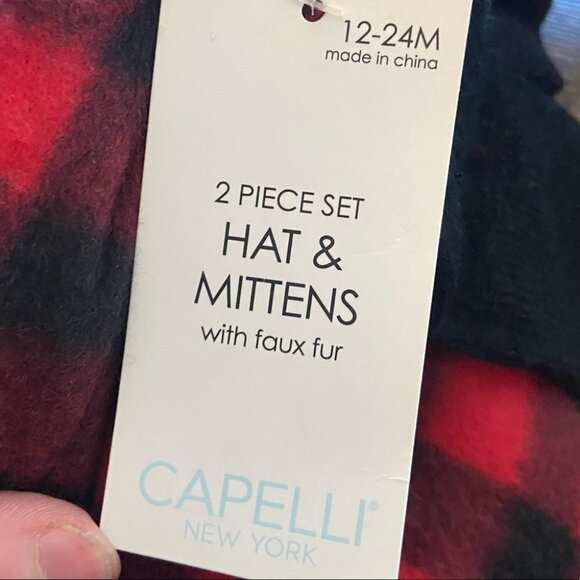 12-24M
made in china
2 PIECE SET
HAT &
MITTENS
with faux fur
CAPELLI®
NEW YORK